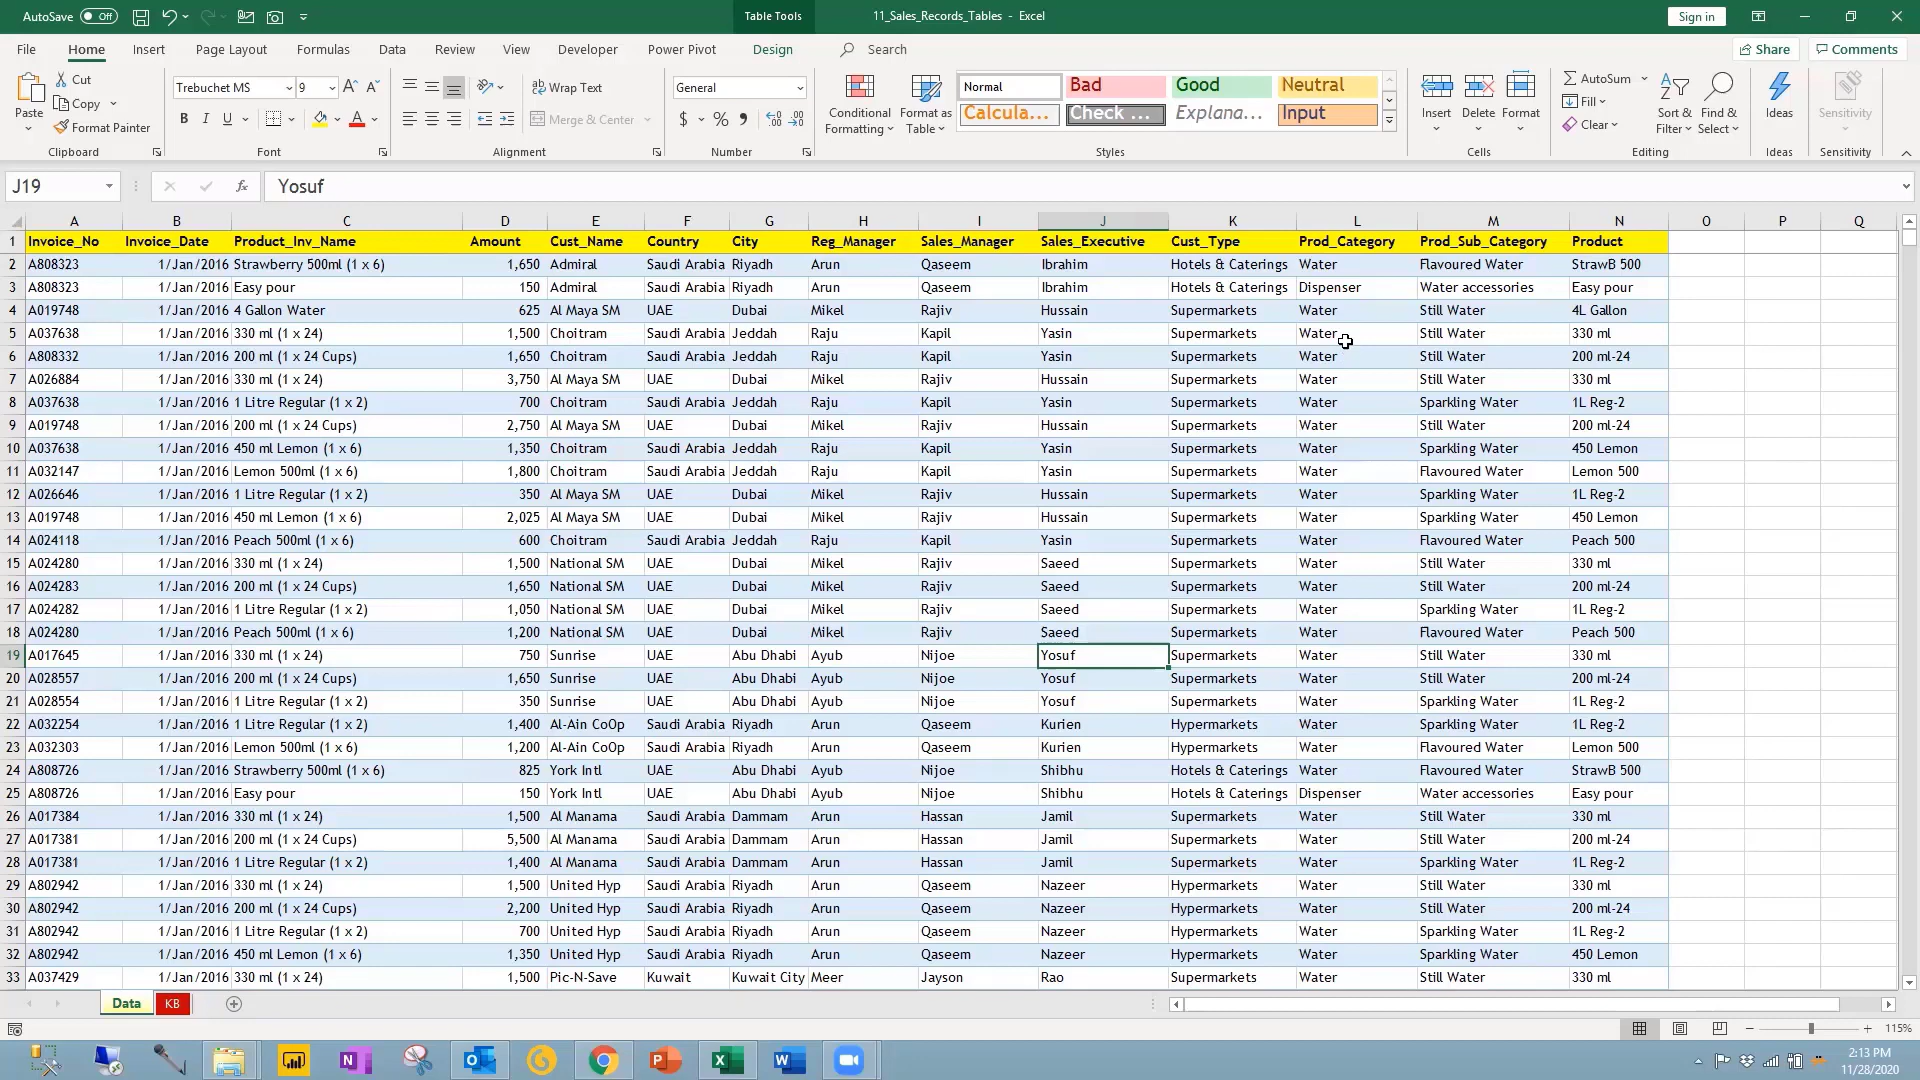 AutoSave Off Table Tools 11_Sales_Records_Tables - Excel Sign in
File Home Insert Page Layout Formulas Data Review View Developer Power Pivot Design Search Share Comments
Cut
Copy
Format Painter
Paste
Trebuchet MS 9
B I U
Wrap Text
Merge & Center
General
$ % 9
Conditional Formatting
Format as Table
Normal Bad Good Neutral
Calcula... Check ... Explana... Input
Insert Delete Format
AutoSum
Fill
Clear
Sort & Filter
Find & Select
Ideas
Sensitivity
Clipboard Font Alignment Number Styles Cells Editing Ideas Sensitivity
J19 fx Yosuf
A B C D E F G H I J K L M N O P Q
1 Invoice_No Invoice_Date Product_Inv_Name Amount Cust_Name Country City Reg_Manager Sales_Manager Sales_Executive Cust_Type Prod_Category Prod_Sub_Category Product
2 A808323 1/Jan/2016 Strawberry 500ml (1 x 6) 1,650 Admiral Saudi Arabia Riyadh Arun Qaseem Ibrahim Hotels & Caterings Water Flavoured Water StrawB 500
3 A808323 1/Jan/2016 Easy pour 150 Admiral Saudi Arabia Riyadh Arun Qaseem Ibrahim Hotels & Caterings Dispenser Water accessories Easy pour
4 A019748 1/Jan/2016 4 Gallon Water 625 Al Maya SM UAE Dubai Mikel Rajiv Hussain Supermarkets Water Still Water 4L Gallon
5 A037638 1/Jan/2016 330 ml (1 x 24) 1,500 Choitram Saudi Arabia Jeddah Raju Kapil Yasin Supermarkets Water Still Water 330 ml
6 A808332 1/Jan/2016 200 ml (1 x 24 Cups) 1,650 Choitram Saudi Arabia Jeddah Raju Kapil Yasin Supermarkets Water Still Water 200 ml-24
7 A026884 1/Jan/2016 330 ml (1 x 24) 3,750 Al Maya SM UAE Dubai Mikel Rajiv Hussain Supermarkets Water Still Water 330 ml
8 A037638 1/Jan/2016 1 Litre Regular (1 x 2) 700 Choitram Saudi Arabia Jeddah Raju Kapil Yasin Supermarkets Water Sparkling Water 1L Reg-2
9 A019748 1/Jan/2016 200 ml (1 x 24 Cups) 2,750 Al Maya SM UAE Dubai Mikel Rajiv Hussain Supermarkets Water Still Water 200 ml-24
10 A037638 1/Jan/2016 450 ml Lemon (1 x 6) 1,350 Choitram Saudi Arabia Jeddah Raju Kapil Yasin Supermarkets Water Sparkling Water 450 Lemon
11 A032147 1/Jan/2016 Lemon 500ml (1 x 6) 1,800 Choitram Saudi Arabia Jeddah Raju Kapil Yasin Supermarkets Water Flavoured Water Lemon 500
12 A026646 1/Jan/2016 1 Litre Regular (1 x 2) 350 Al Maya SM UAE Dubai Mikel Rajiv Hussain Supermarkets Water Sparkling Water 1L Reg-2
13 A019748 1/Jan/2016 450 ml Lemon (1 x 6) 2,025 Al Maya SM UAE Dubai Mikel Rajiv Hussain Supermarkets Water Sparkling Water 450 Lemon
14 A024118 1/Jan/2016 Peach 500ml (1 x 6) 600 Choitram Saudi Arabia Jeddah Raju Kapil Yasin Supermarkets Water Flavoured Water Peach 500
15 A024280 1/Jan/2016 330 ml (1 x 24) 1,500 National SM UAE Dubai Mikel Rajiv Saeed Supermarkets Water Still Water 330 ml
16 A024283 1/Jan/2016 200 ml (1 x 24 Cups) 1,650 National SM UAE Dubai Mikel Rajiv Saeed Supermarkets Water Still Water 200 ml-24
17 A024282 1/Jan/2016 1 Litre Regular (1 x 2) 1,050 National SM UAE Dubai Mikel Rajiv Saeed Supermarkets Water Sparkling Water 1L Reg-2
18 A024280 1/Jan/2016 Peach 500ml (1 x 6) 1,200 National SM UAE Dubai Mikel Rajiv Saeed Supermarkets Water Flavoured Water Peach 500
19 A017645 1/Jan/2016 330 ml (1 x 24) 750 Sunrise UAE Abu Dhabi Ayub Nijoe Yosuf Supermarkets Water Still Water 330 ml
20 A028557 1/Jan/2016 200 ml (1 x 24 Cups) 1,650 Sunrise UAE Abu Dhabi Ayub Nijoe Yosuf Supermarkets Water Still Water 200 ml-24
21 A028554 1/Jan/2016 1 Litre Regular (1 x 2) 350 Sunrise UAE Abu Dhabi Ayub Nijoe Yosuf Supermarkets Water Sparkling Water 1L Reg-2
22 A032254 1/Jan/2016 1 Litre Regular (1 x 2) 1,400 Al-Ain CoOp Saudi Arabia Riyadh Arun Qaseem Kurien Hypermarkets Water Sparkling Water 1L Reg-2
23 A032303 1/Jan/2016 Lemon 500ml (1 x 6) 1,200 Al-Ain CoOp Saudi Arabia Riyadh Arun Qaseem Kurien Hypermarkets Water Flavoured Water Lemon 500
24 A808726 1/Jan/2016 Strawberry 500ml (1 x 6) 825 York Intl UAE Abu Dhabi Ayub Nijoe Shibhu Hotels & Caterings Water Flavoured Water StrawB 500
25 A808726 1/Jan/2016 Easy pour 150 York Intl UAE Abu Dhabi Ayub Nijoe Shibhu Hotels & Caterings Dispenser Water accessories Easy pour
26 A017384 1/Jan/2016 330 ml (1 x 24) 1,500 Al Manama Saudi Arabia Dammam Arun Hassan Jamil Supermarkets Water Still Water 330 ml
27 A017381 1/Jan/2016 200 ml (1 x 24 Cups) 5,500 Al Manama Saudi Arabia Dammam Arun Hassan Jamil Supermarkets Water Still Water 200 ml-24
28 A017381 1/Jan/2016 1 Litre Regular (1 x 2) 1,400 Al Manama Saudi Arabia Dammam Arun Hassan Jamil Supermarkets Water Sparkling Water 1L Reg-2
29 A802942 1/Jan/2016 330 ml (1 x 24) 1,500 United Hyp Saudi Arabia Riyadh Arun Qaseem Nazeer Hypermarkets Water Still Water 330 ml
30 A802942 1/Jan/2016 200 ml (1 x 24 Cups) 2,200 United Hyp Saudi Arabia Riyadh Arun Qaseem Nazeer Hypermarkets Water Still Water 200 ml-24
31 A802942 1/Jan/2016 1 Litre Regular (1 x 2) 700 United Hyp Saudi Arabia Riyadh Arun Qaseem Nazeer Hypermarkets Water Sparkling Water 1L Reg-2
32 A802942 1/Jan/2016 450 ml Lemon (1 x 6) 1,350 United Hyp Saudi Arabia Riyadh Arun Qaseem Nazeer Hypermarkets Water Sparkling Water 450 Lemon
33 A037429 1/Jan/2016 330 ml (1 x 24) 1,500 Pic-N-Save Kuwait Kuwait City Meer Jayson Rao Supermarkets Water Still Water 330 ml
Data KB
115%
2:13 PM
11/28/2020